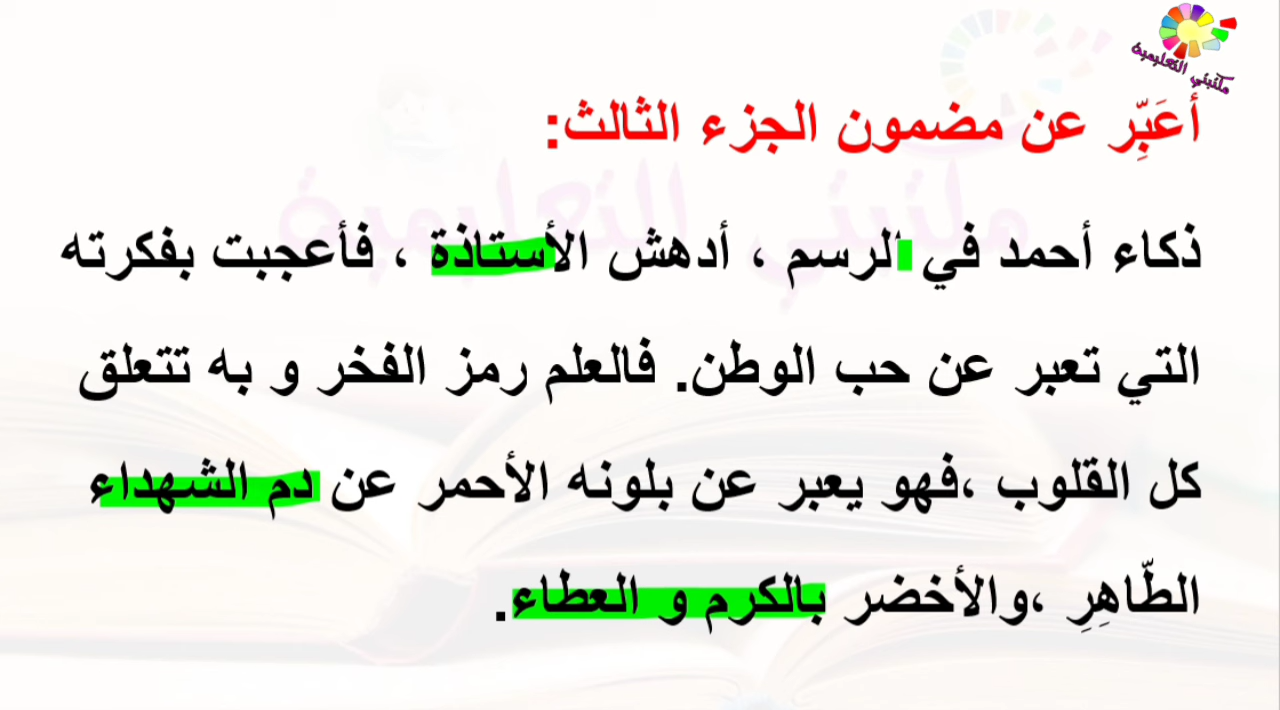 مكتبتي التعليمية
أعَبِّر عن مضمون الجزء الثالث:
ذكاء أحمد في الرسم ، أدهش الأستاذة ، فأعجبت بفكرته
التي تعبر عن حب الوطن. فالعلم رمز الفخر و به تتعلق
كل القلوب ،فهو يعبر عن بلونه الأحمر عن دم الشهداء
الطّاهِرِ ،والأخضر بالكرم و العطاء.